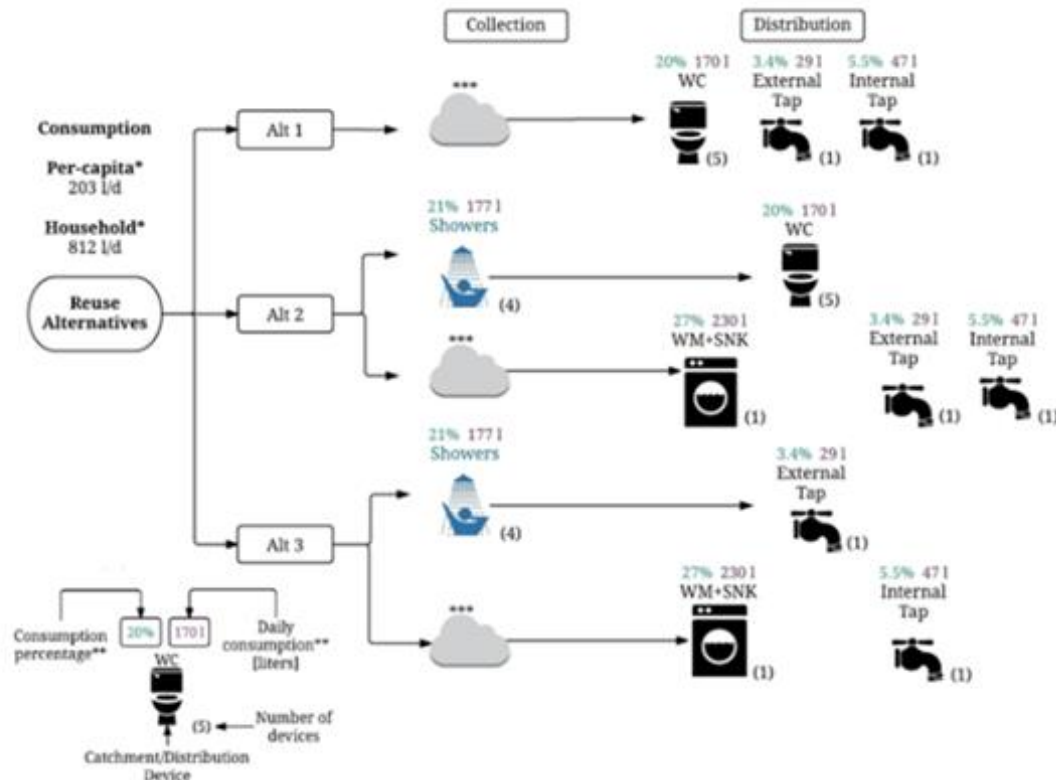 Collection
Distribution
Consumption
Per-capita*
203 l/d
Household*
812 l/d
Reuse
Alternatives
Alt 1
***
20% 170 l
WC
(5)
3.4% 29 l
External
Tap
(1)
5.5% 47 l
Internal
Tap
(1)
Alt 2
21% 177 l
Showers
(4)
20% 170 l
WC
(5)
***
27% 230 l
WM+SNK
(1)
3.4% 29 l
External
Tap
(1)
5.5% 47 l
Internal
Tap
(1)
Alt 3
21% 177 l
Showers
(4)
3.4% 29 l
External
Tap
(1)
***
27% 230 l
WM+SNK
(1)
5.5% 47 l
Internal
Tap
(1)
Consumption
percentage**
20%
170 l
Daily
consumption**
[liters]
WC
(5)
Number of
devices
Catchment/Distribution
Device